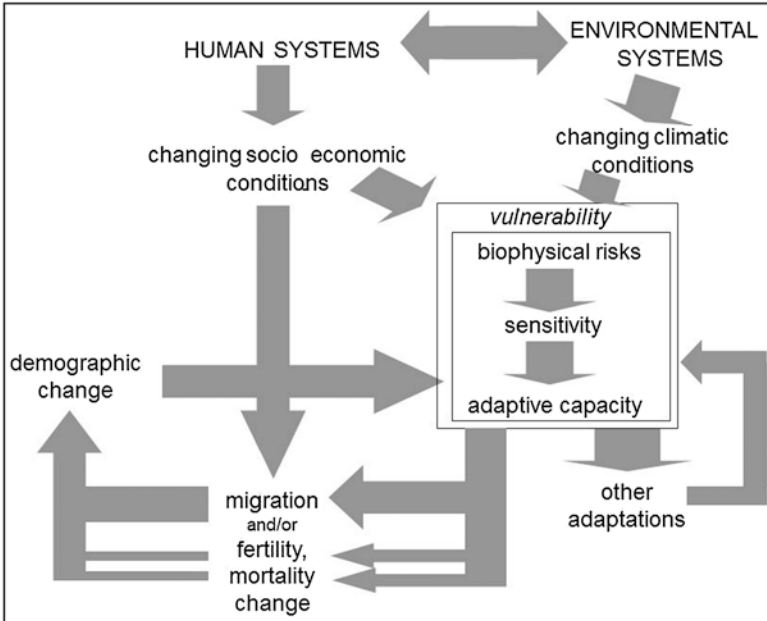 HUMAN SYSTEMS
ENVIRONMENTAL
SYSTEMS
changing socio economic
conditions
changing climatic
conditions
vulnerability
biophysical risks
sensitivity
adaptive capacity
demographic
change
migration
and/or
fertility,
mortality
change
other
adaptations